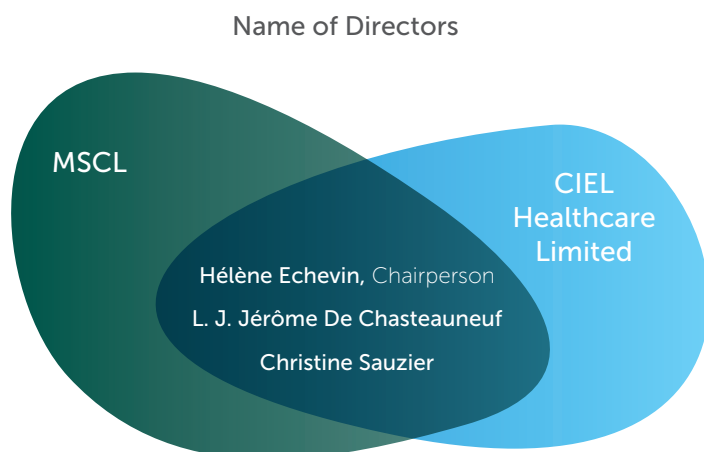 Name of Directors
MSCL
CIEL
Healthcare
Limited
Hélène Echevin, Chairperson
L. J. Jérôme De Chasteauneuf
Christine Sauzier